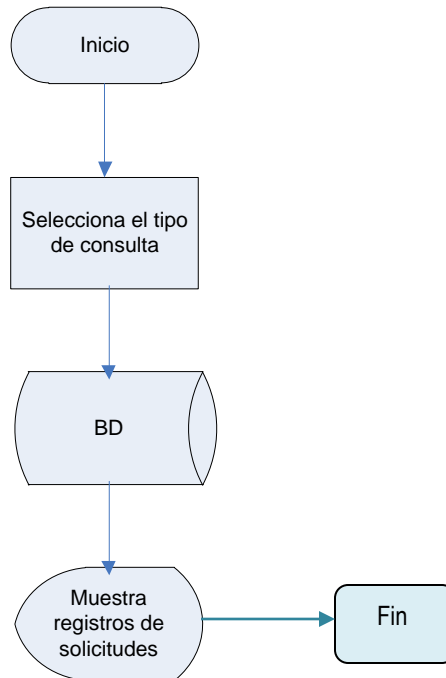 Inicio
Selecciona el tipo
de consulta
BD
Muestra
registros de
solicitudes
Fin